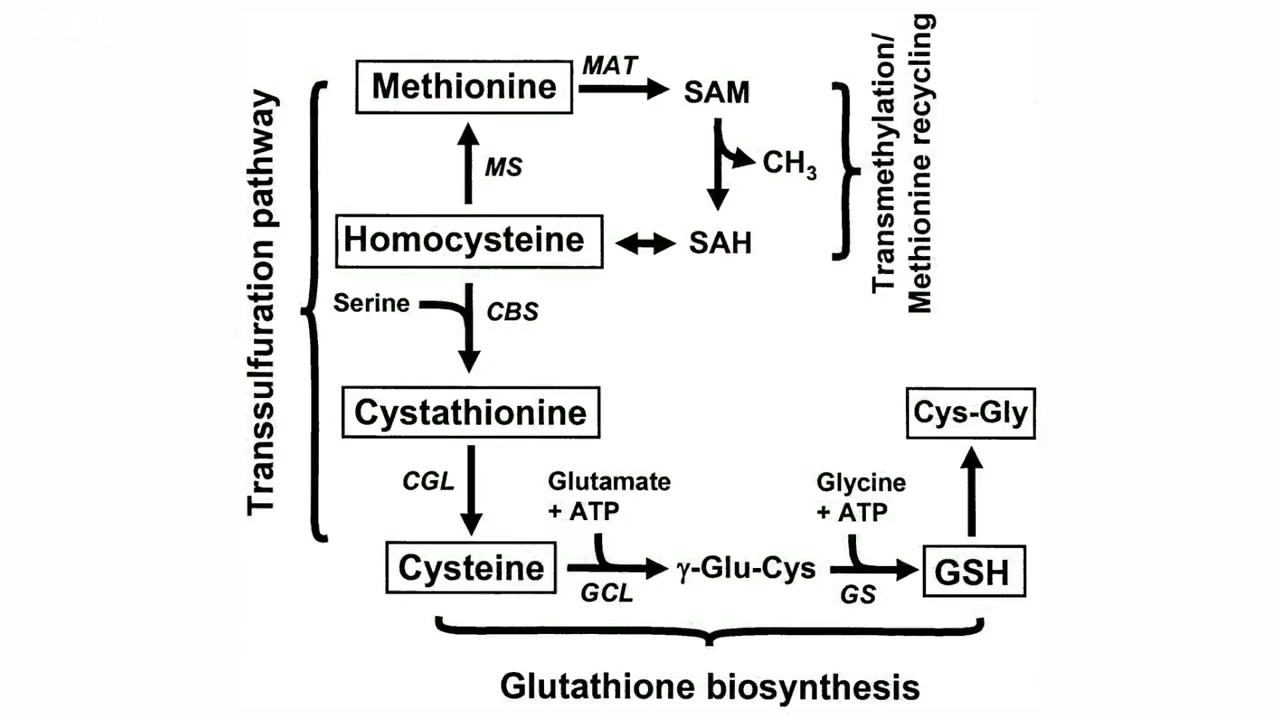 Methionine
MAT
SAM
CH3
MS
Homocysteine
SAH
Transmethylation/
Methionine recycling
Transsulfuration pathway
Serine
CBS
Cystathionine
CGL
Cysteine
Glutamate
+ ATP
GCL
γ-Glu-Cys
Glycine
+ ATP
GS
GSH
Cys-Gly
Glutathione biosynthesis